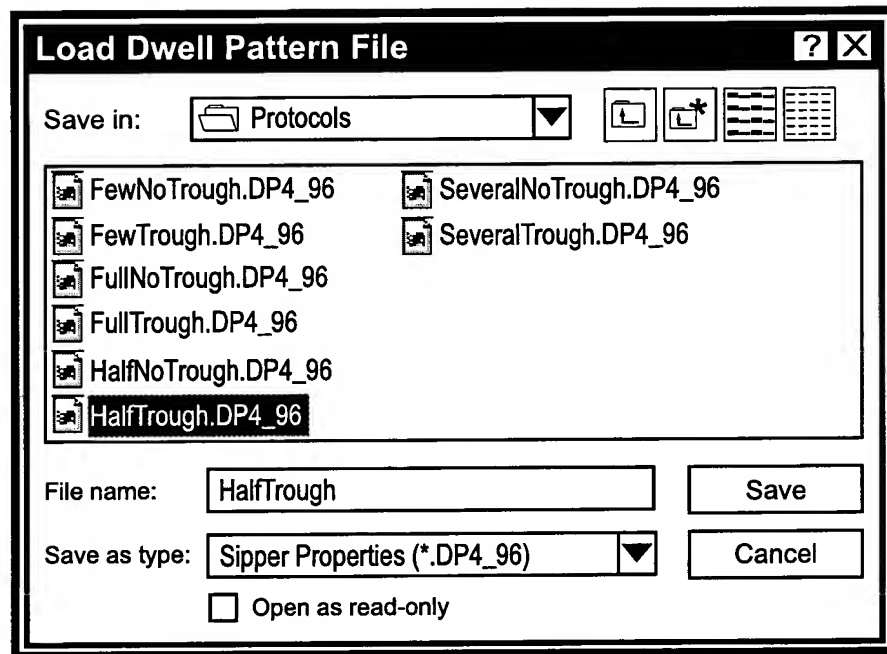 Load Dwell Pattern File ? X
Save in: Protocols
FewNoTrough.DP4_96 SeveralNoTrough.DP4_96
FewTrough.DP4_96 SeveralTrough.DP4_96
FullNoTrough.DP4_96
FullTrough.DP4_96
HalfNoTrough.DP4_96
HalfTrough.DP4_96
File name: HalfTrough Save
Save as type: Sipper Properties (*.DP4_96) Cancel
Open as read-only